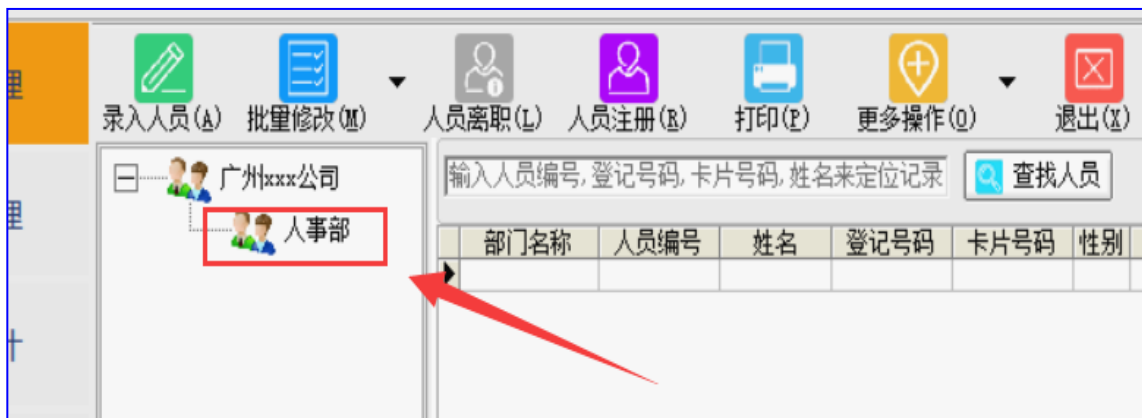 理
录入人员(A) 批量修改(M) 人员离职(L) 人员注册(R) 打印(P) 更多操作(O) 退出(X)
广州xxx公司
输入人员编号,登记号码,卡片号码,姓名来定位记录 查找人员
理
人事部
部门名称 人员编号 姓名 登记号码 卡片号码 性别